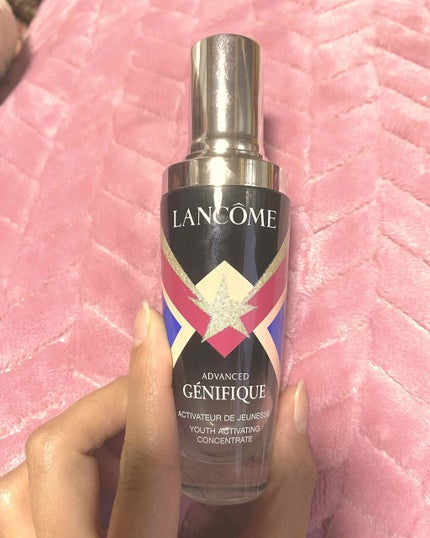 LANCÔME
ADVANCED
GÉNIFIQUE
ACTIVATEUR DE JEUNESSE
YOUTH ACTIVATING
CONCENTRATE